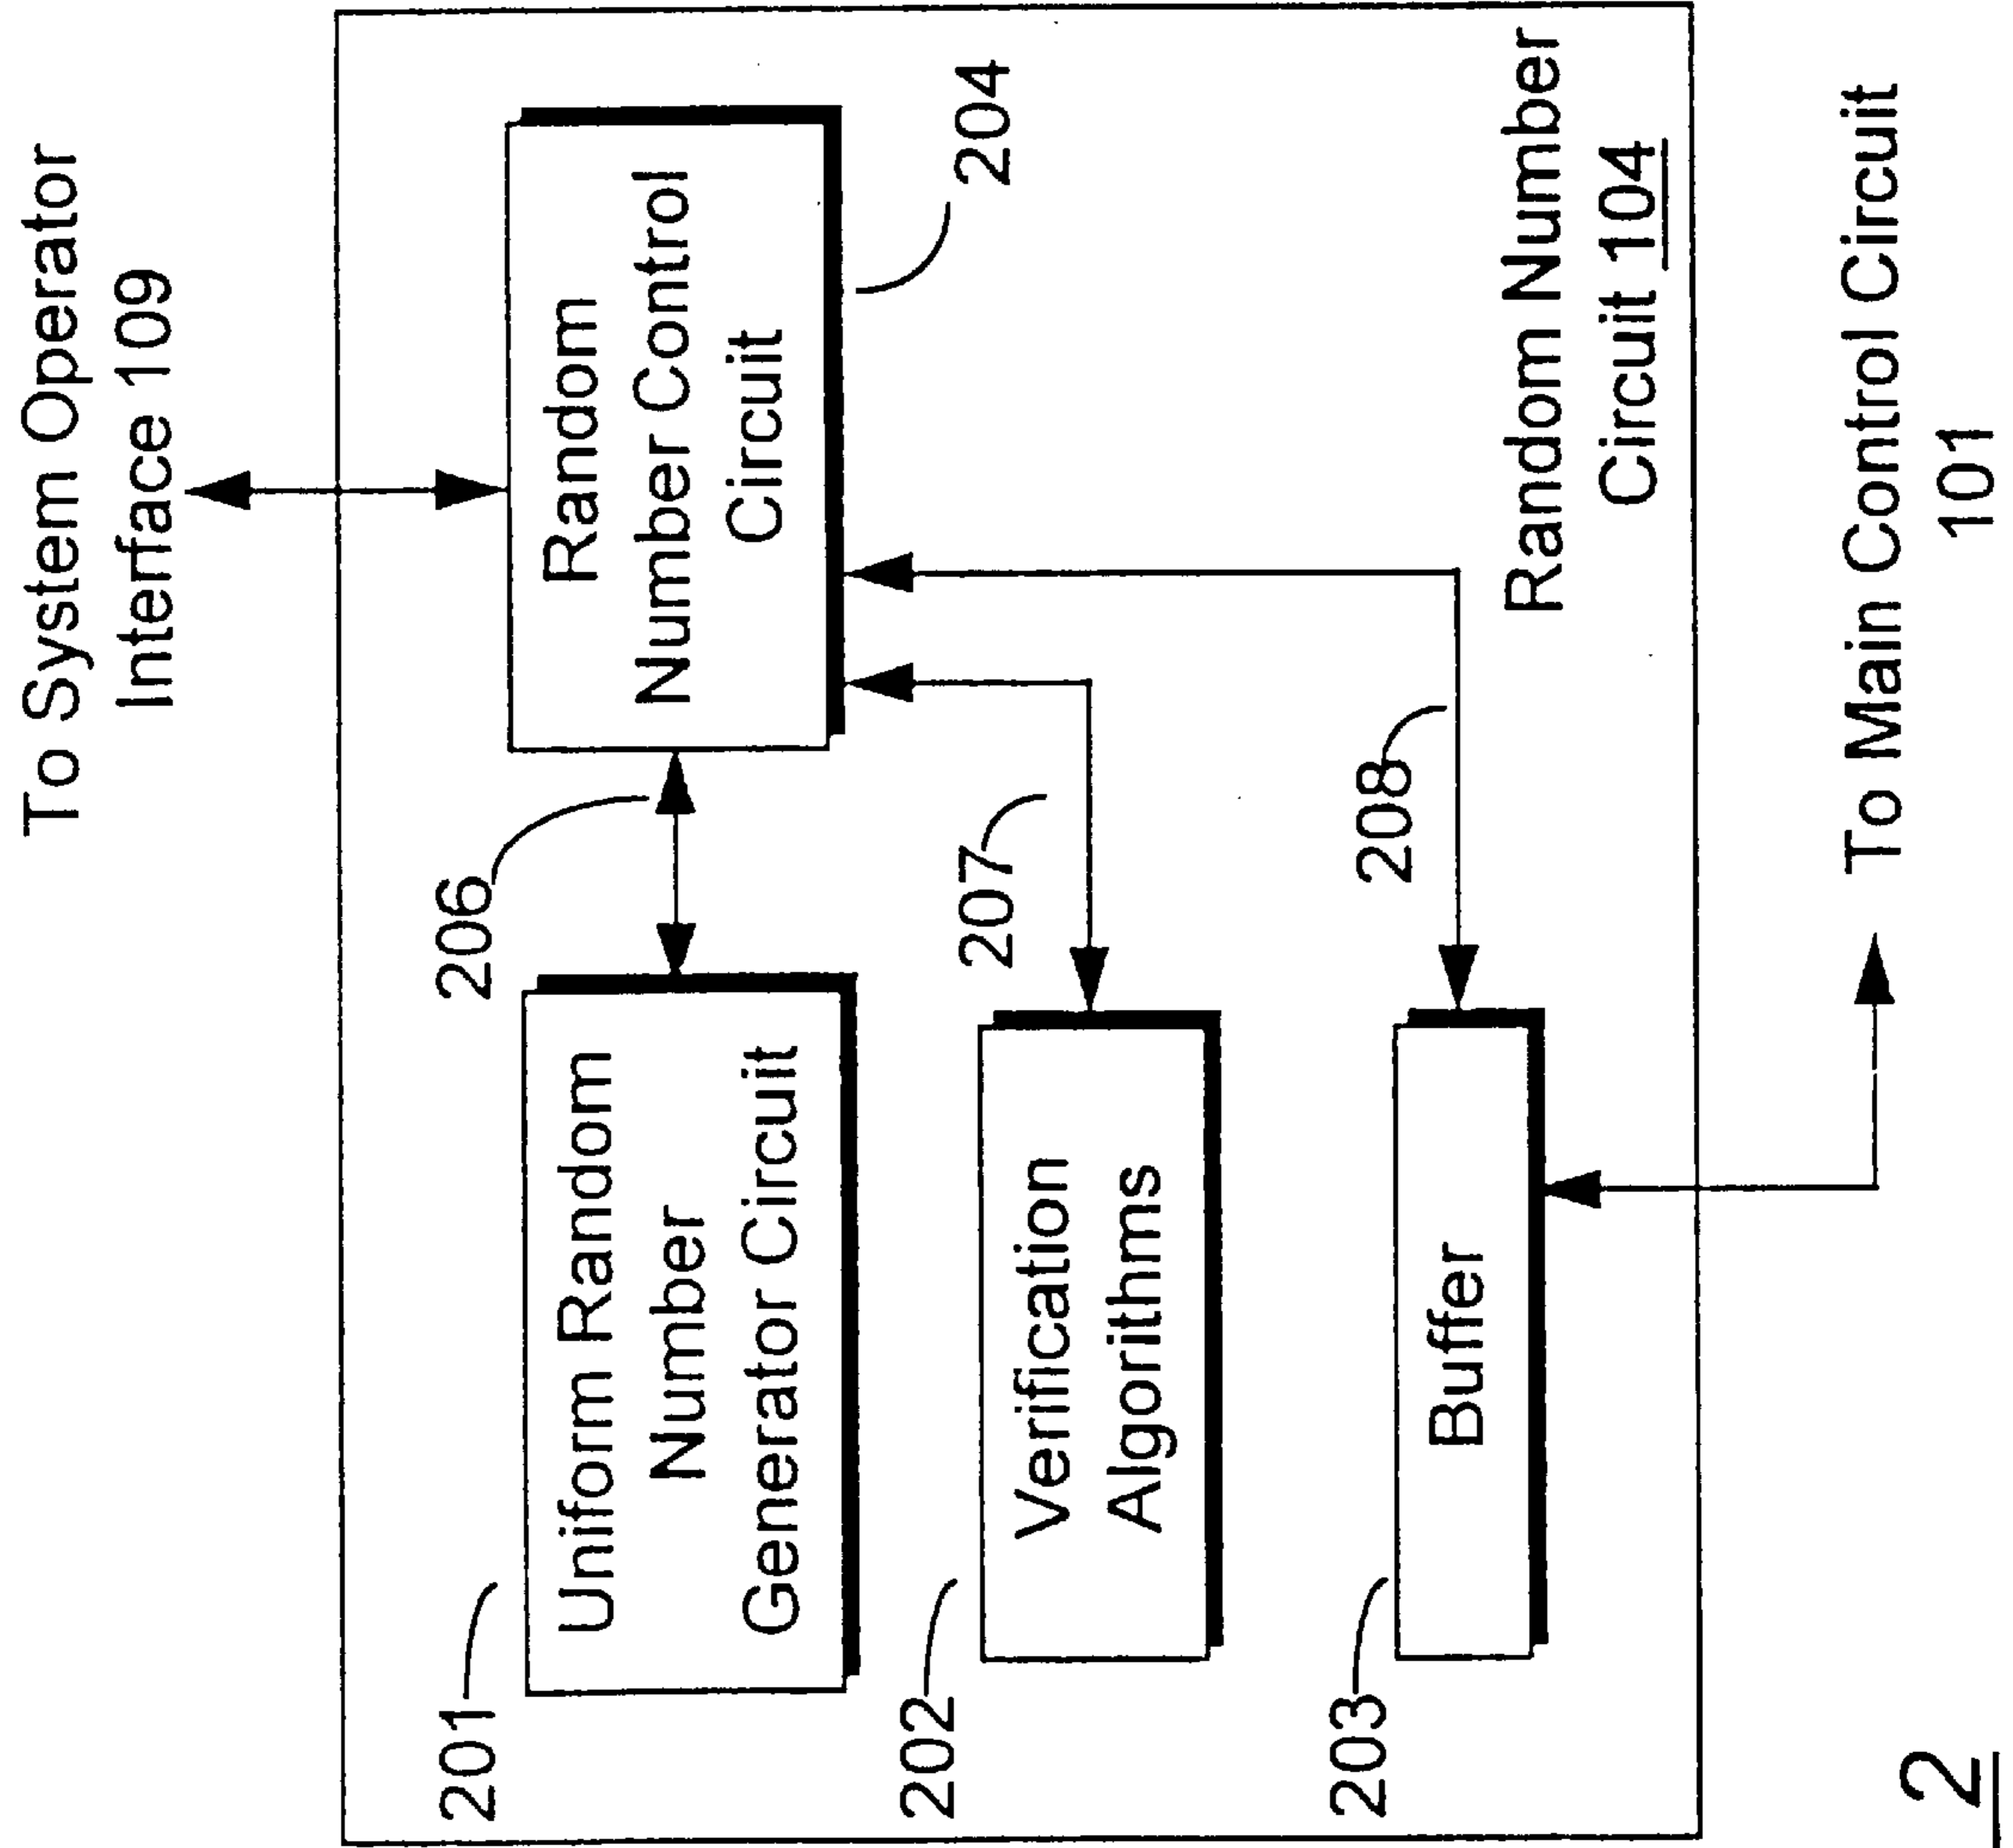 To System Operator
Interface 109
206
201
Uniform Random
Number
Generator Circuit
Random
Number Control
Circuit
204
207
202
Verification
Algorithms
208
203
Buffer
Random Number
Circuit 104
To Main Control Circuit
101
2